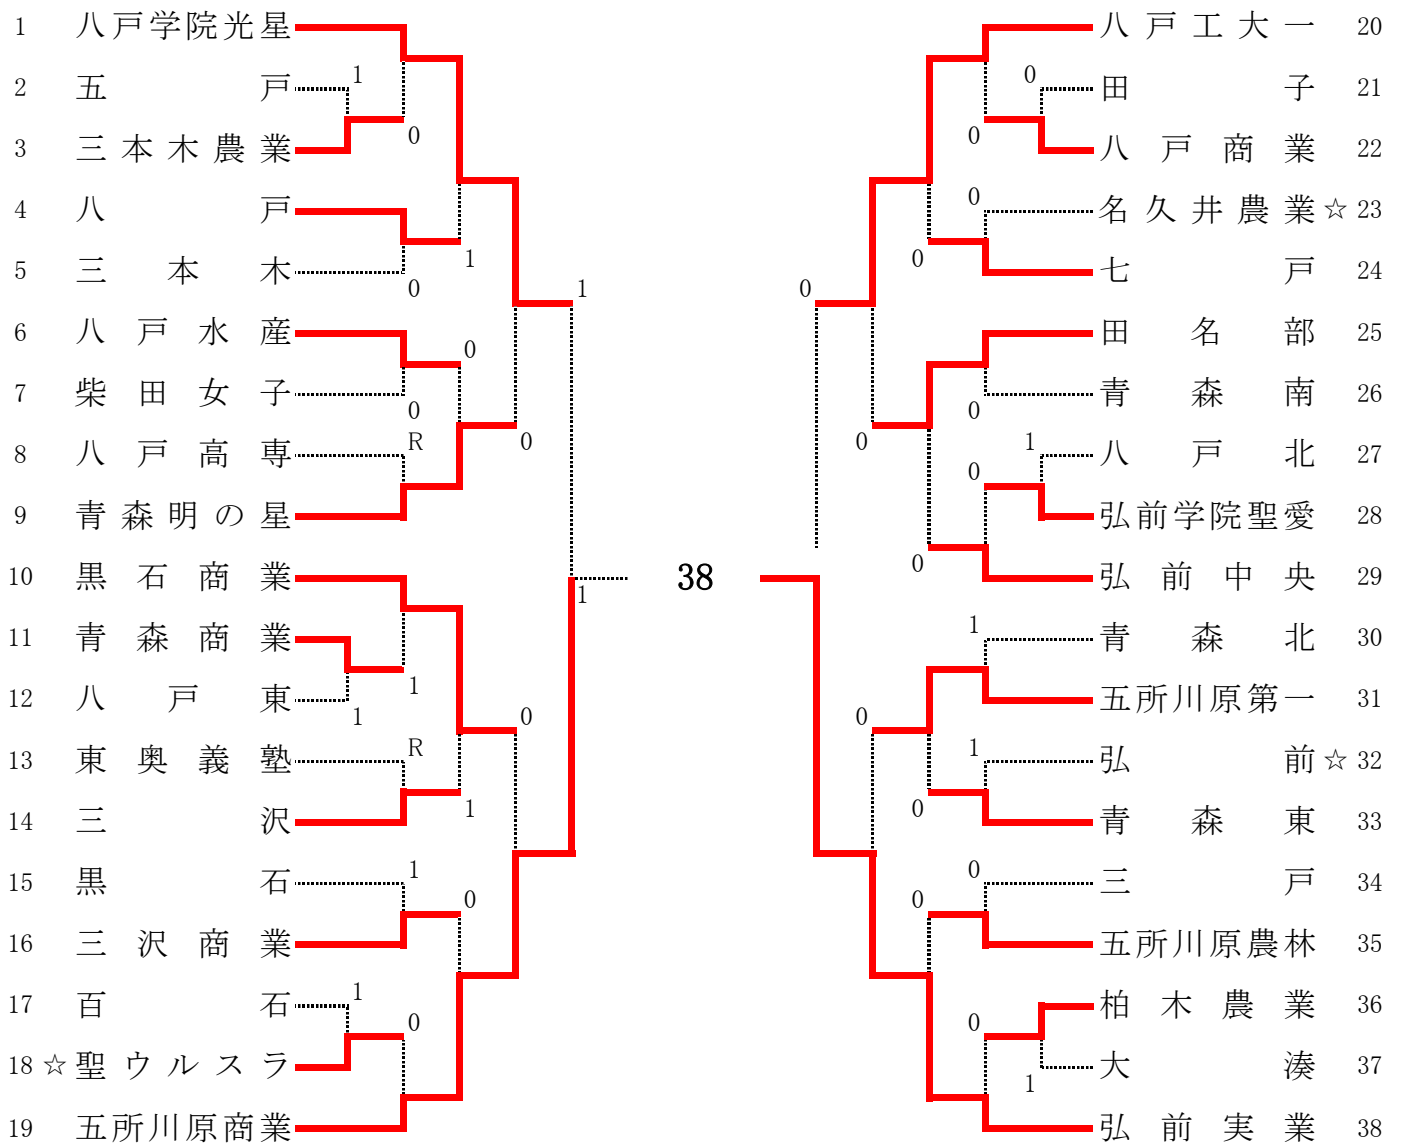 1 八戸学院光星
2 五戸 1
0
3 三本木農業
4 八戸
1
5 三本木
0
1
6 八戸水産
0
7 柴田女子
0
8 八戸高専 R
0
9 青森明の星
10 黒石商業
1
11 青森商業
1
12 八戸東
1
0
13 東奥義塾 R
14 三沢
1
15 黒石 1
0
16 三沢商業
17 百石 1
0
18 ☆ 聖ウルスラ
19 五所川原商業
38
八戸工大一 20
0 田子 21
0
八戸商業 22
0 名久井農業 ☆ 23
0
七戸 24
0
田名部 25
青森南 26
0
0
1 八戸北 27
0
弘前学院聖愛 28
0
弘前中央 29
1 青森北 30
五所川原第一 31
0
1 弘前 ☆ 32
0
青森東 33
0 三戸 34
0
五所川原農林 35
柏木農業 36
0
大湊 37
1
弘前実業 38